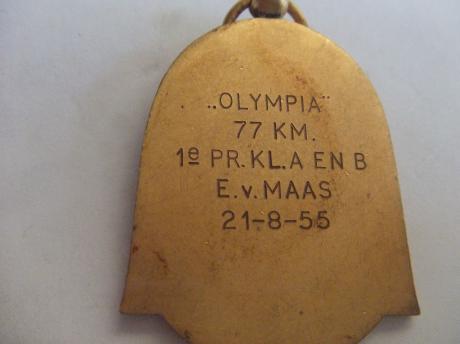 „OLYMPIA"
77 KM.
1e PR.KL.A EN B
E.v.MAAS
21-8-55